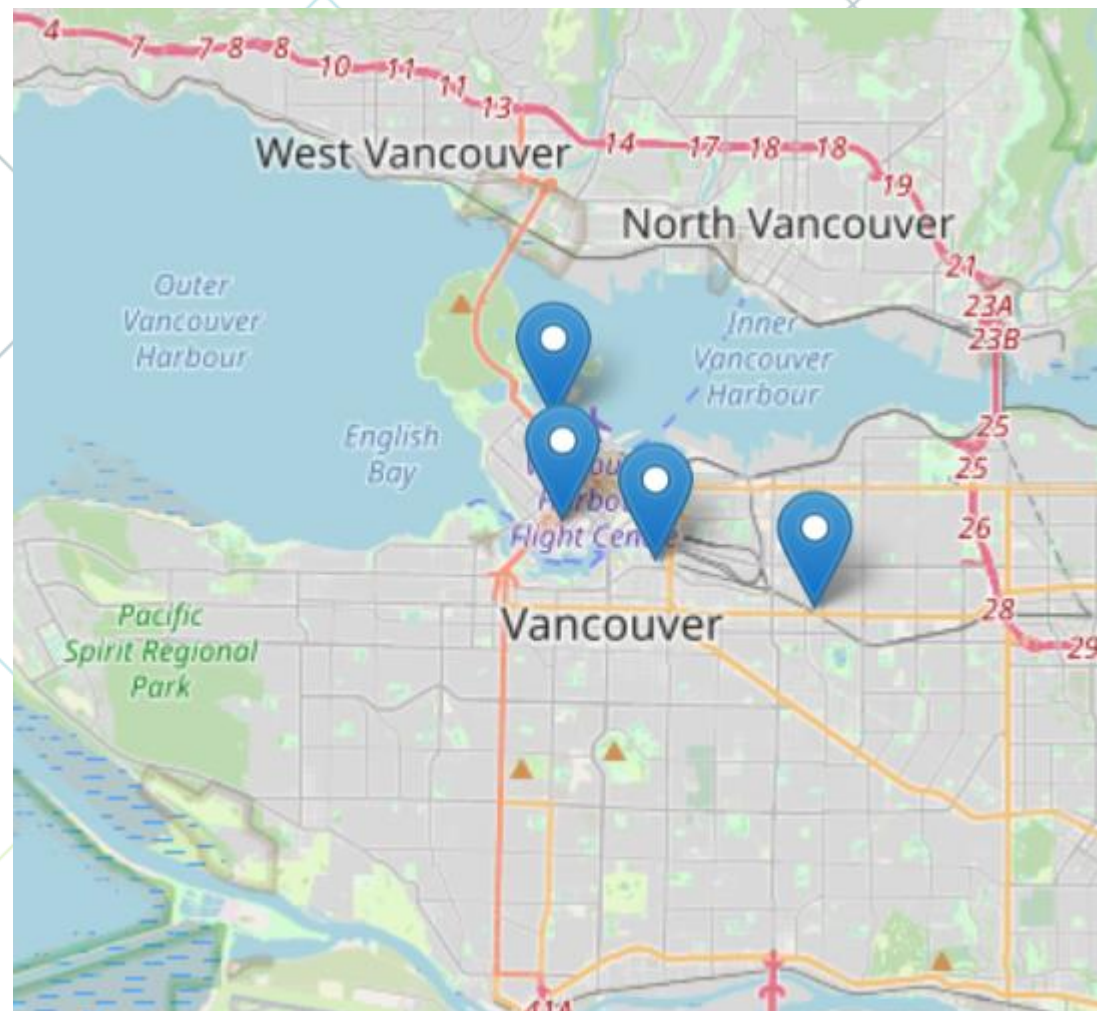 4
7
7
8
8
10
11
11
13
14
17
18
18
19
West Vancouver
North Vancouver
21
23A
23B
Outer
Vancouver
Harbour
Inner
Vancouver
Harbour
English
Bay
25
25
26
Flight
28
29
Vancouver
Pacific
Spirit Regional
Park
41A